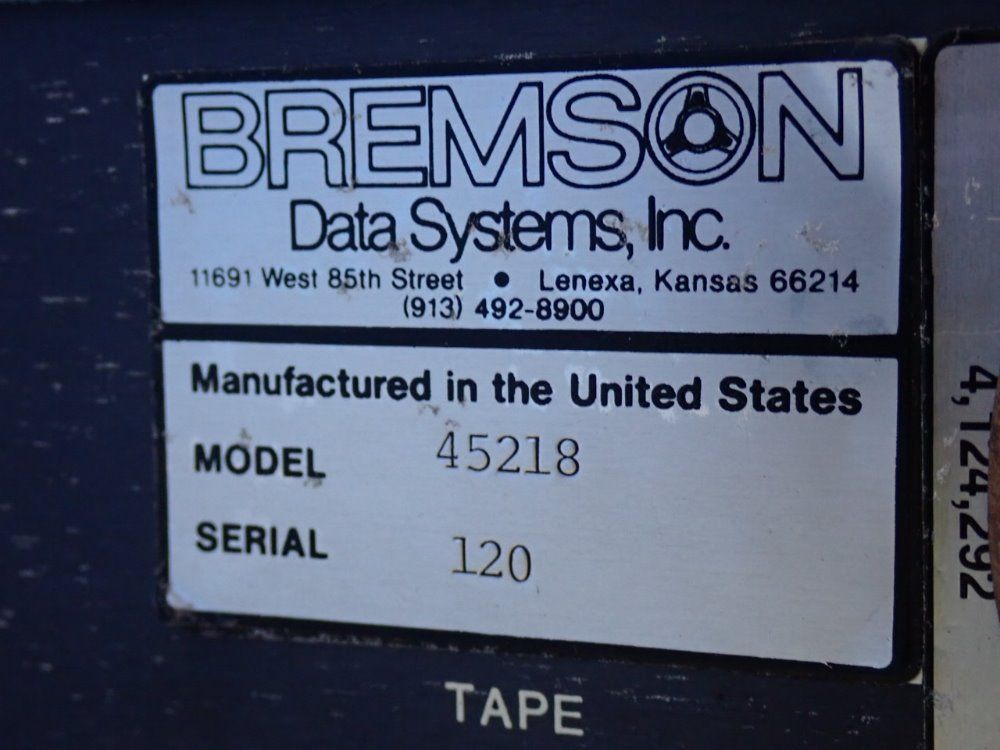 BREMSON
Data Systems, Inc.
11691 West 85th Street • Lenexa, Kansas 66214
(913) 492-8900
Manufactured in the United States
MODEL 45218
SERIAL 120
TAPE
4,124,292